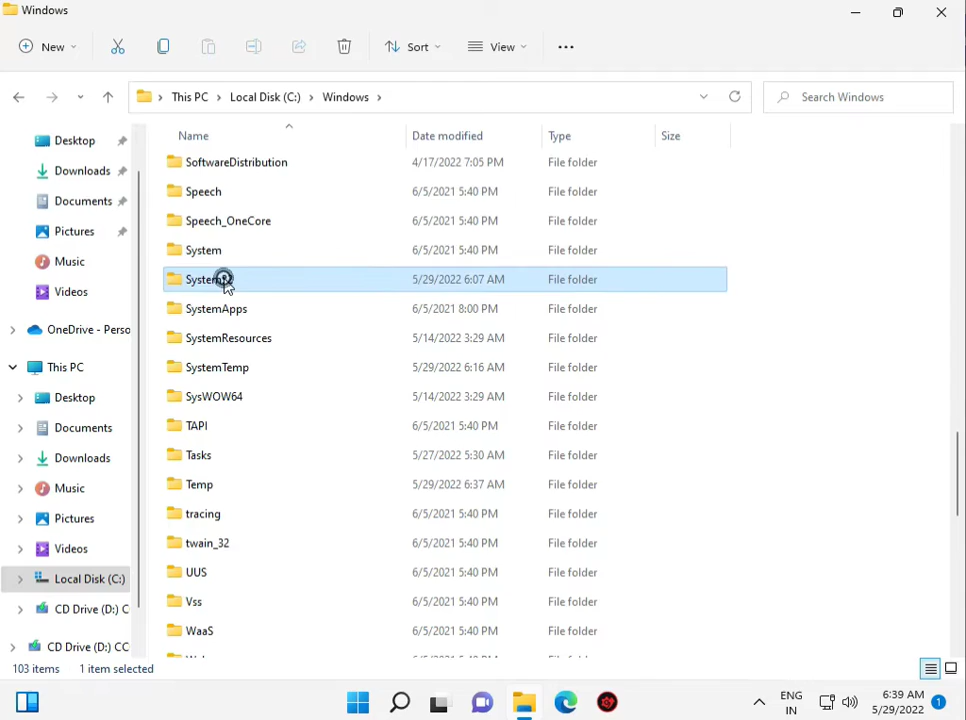 Windows
New
Sort
View
This PC
Local Disk (C:)
Windows
Search Windows
Desktop
Downloads
Documents
Pictures
Music
Videos
OneDrive - Perso
This PC
Desktop
Documents
Downloads
Music
Pictures
Videos
Local Disk (C:)
CD Drive (D:) C
CD Drive (D:) CC
Name Date modified Type Size
SoftwareDistribution 4/17/2022 7:05 PM File folder
Speech 6/5/2021 5:40 PM File folder
Speech_OneCore 6/5/2021 5:40 PM File folder
System 6/5/2021 5:40 PM File folder
System32 5/29/2022 6:07 AM File folder
SystemApps 6/5/2021 8:00 PM File folder
SystemResources 5/14/2022 3:29 AM File folder
SystemTemp 5/29/2022 6:16 AM File folder
SysWOW64 5/14/2022 3:29 AM File folder
TAPI 6/5/2021 5:40 PM File folder
Tasks 5/27/2022 5:30 AM File folder
Temp 5/29/2022 6:37 AM File folder
tracing 6/5/2021 5:40 PM File folder
twain_32 6/5/2021 5:40 PM File folder
UUS 6/5/2021 5:40 PM File folder
Vss 6/5/2021 5:40 PM File folder
WaaS 6/5/2021 5:40 PM File folder
103 items 1 item selected
ENG
IN
6:39 AM
5/29/2022
1